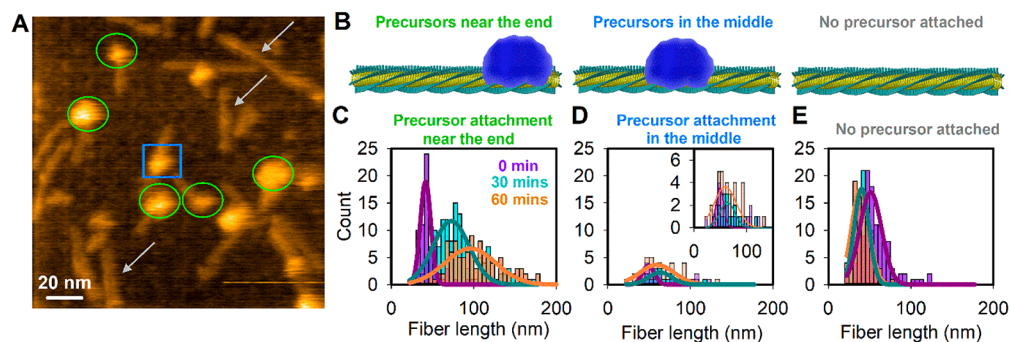 A
20 nm
B
Precursors near the end
Precursors in the middle
No precursor attached
C
Precursor attachment
near the end
25
20
15
10
5
0
Count
0 min
30 mins
60 mins
0
100
200
Fiber length (nm)
D
Precursor attachment
in the middle
25
20
15
10
5
0
6
4
2
0
0
50
100
0
100
200
Fiber length (nm)
E
No precursor attached
25
20
15
10
5
0
0
100
200
Fiber length (nm)